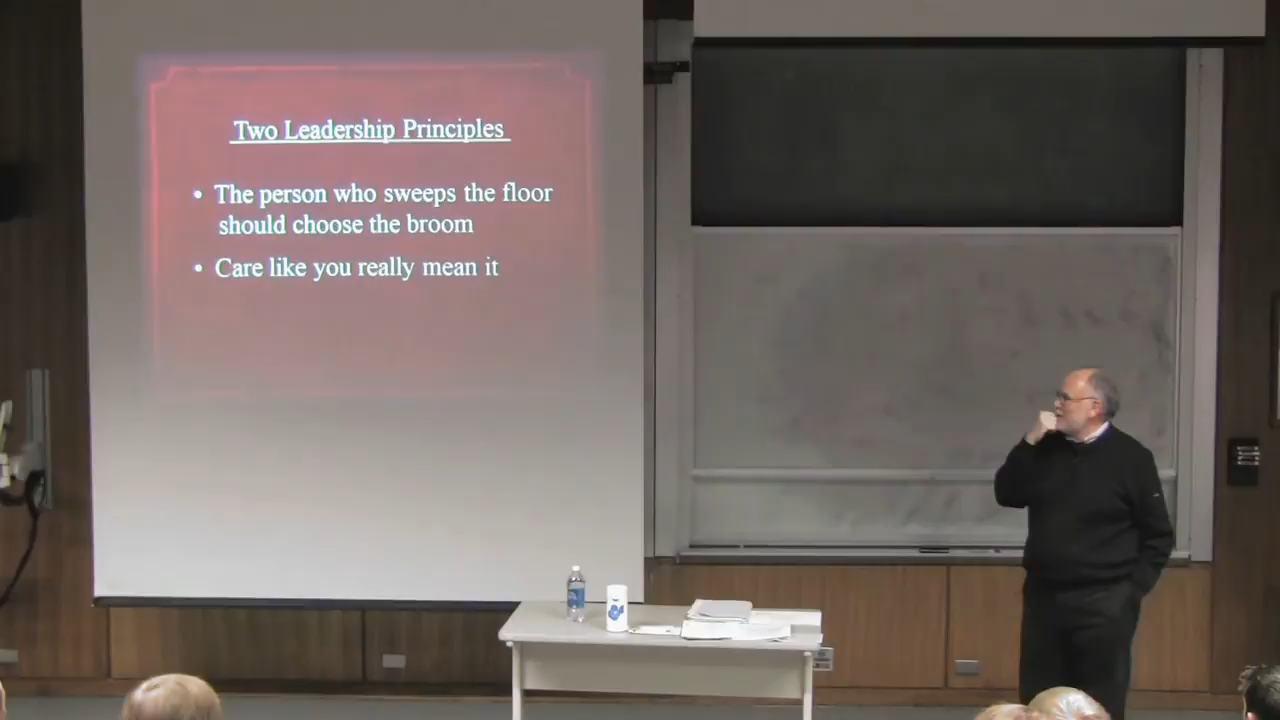 Two Leadership Principles
• The person who sweeps the floor
should choose the broom
• Care like you really mean it